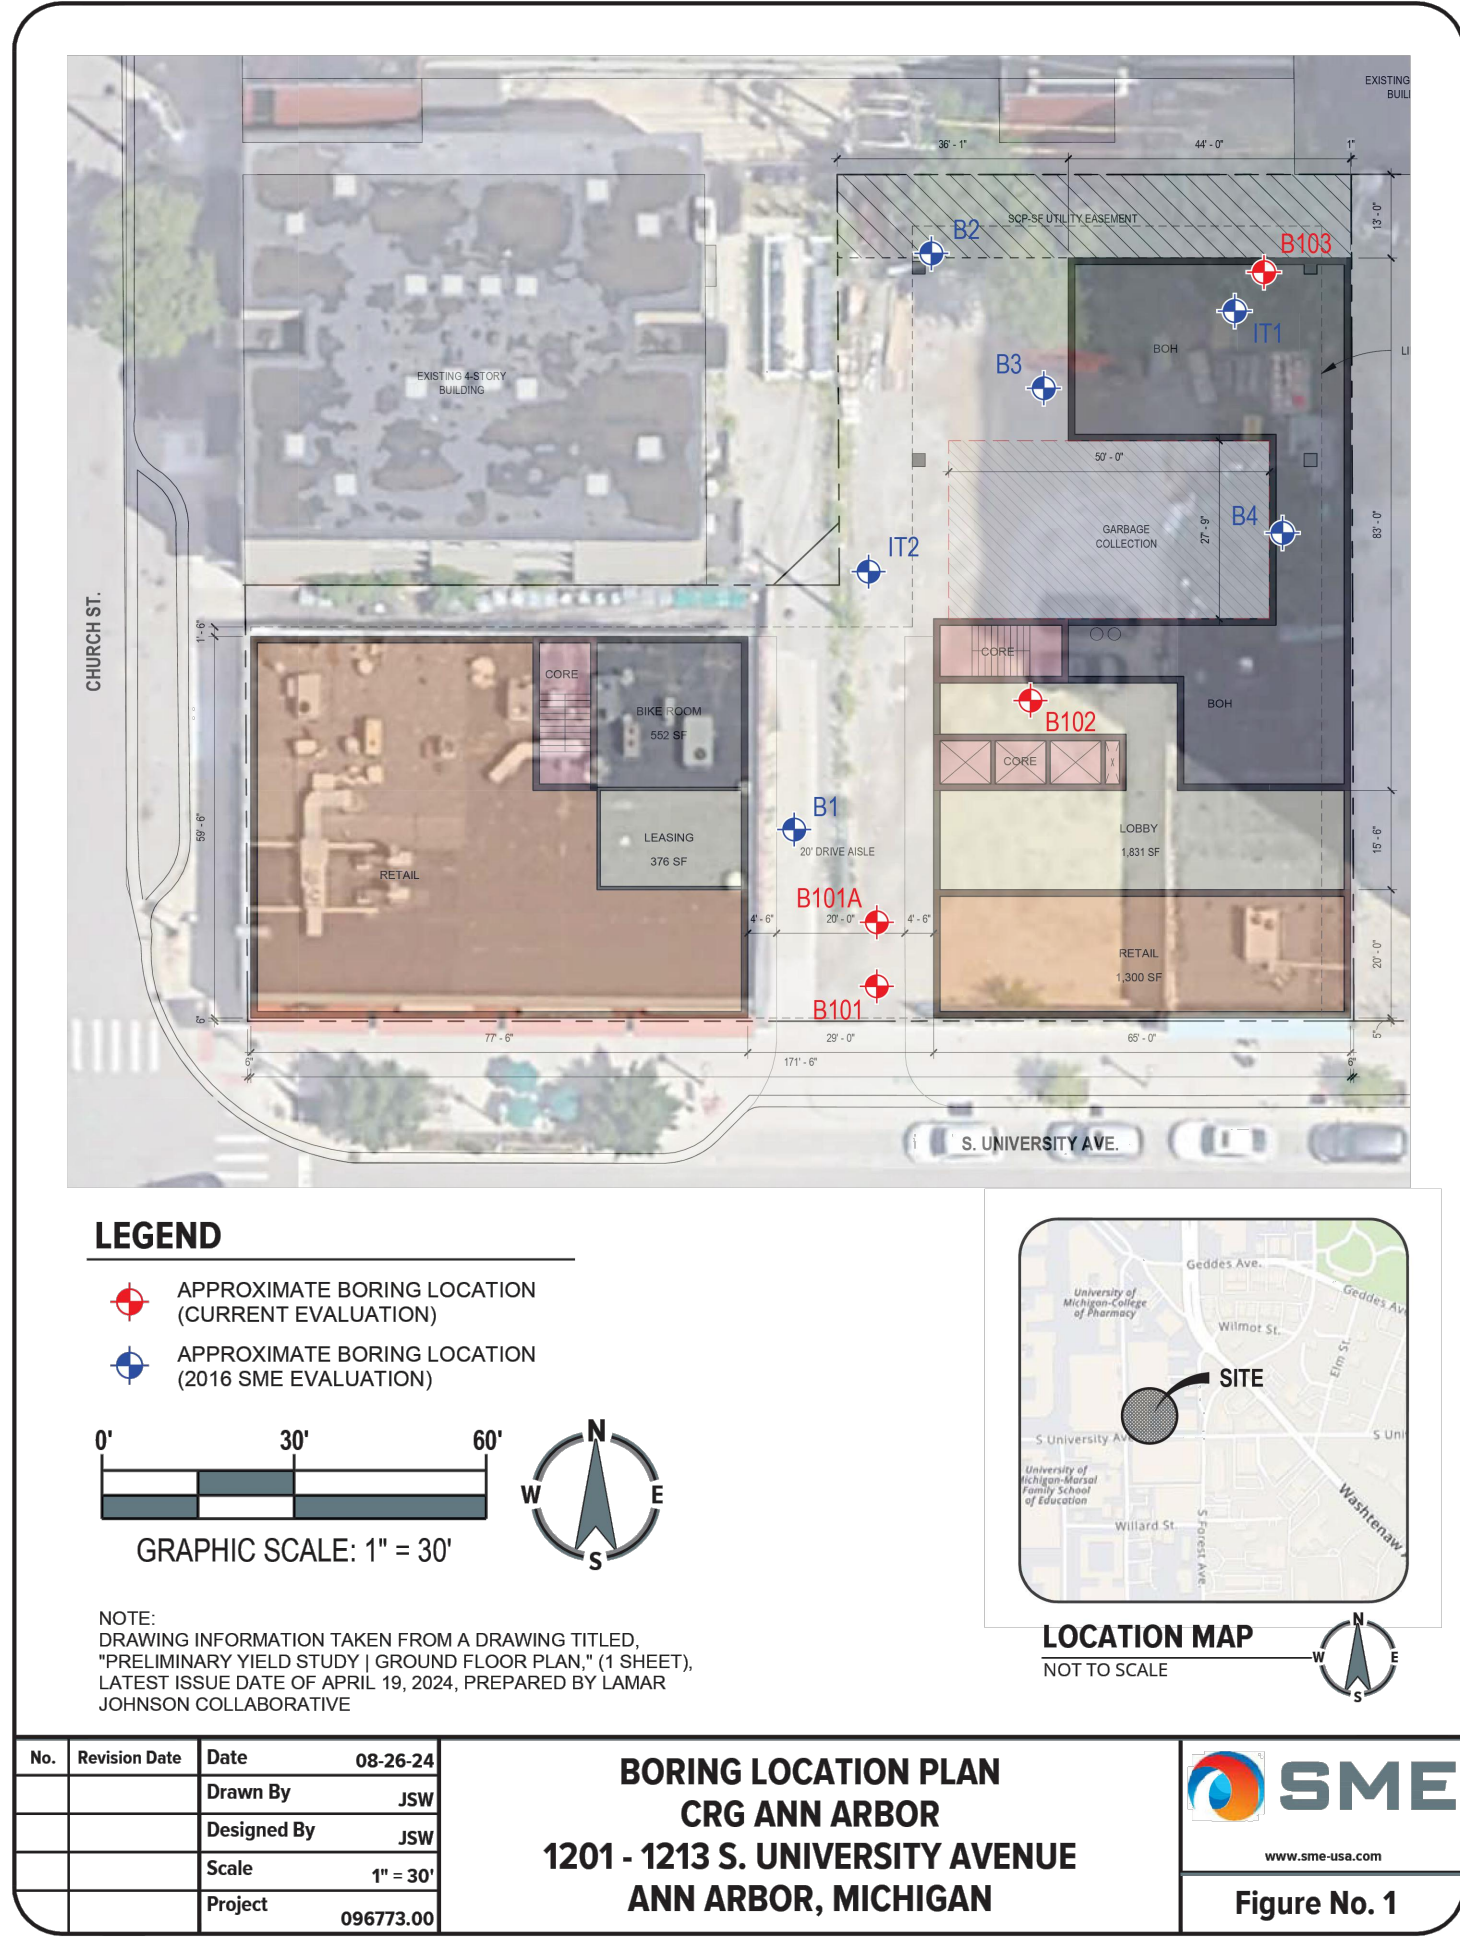 EXISTING
BUIL
36' - 1"
44' - 0"
1"
SCP-SF UTILITY EASEMENT
13' - 0"
B2
B103
IT1
BOH
LI
B3
EXISTING 4-STORY
BUILDING
50' - 0"
GARBAGE
COLLECTION
27' - 9"
B4
83' - 0"
IT2
CHURCH ST.
1' - 6"
CORE
CORE
BIKE ROOM
552 SF
BOH
B102
CORE
B1
LOBBY
1,831 SF
20' DRIVE AISLE
LEASING
376 SF
59' - 6"
15' - 6"
RETAIL
B101A
4' - 6"
20' - 0"
4' - 6"
RETAIL
1,300 SF
20' - 0"
B101
6"
5"
77' - 6"
29' - 0"
65' - 0"
6"
171' - 6"
6"
S. UNIVERSITY AVE.
LEGEND
APPROXIMATE BORING LOCATION
(CURRENT EVALUATION)
APPROXIMATE BORING LOCATION
(2016 SME EVALUATION)
0' 30' 60'
GRAPHIC SCALE: 1" = 30'
N
W E
S
NOTE:
DRAWING INFORMATION TAKEN FROM A DRAWING TITLED,
"PRELIMINARY YIELD STUDY | GROUND FLOOR PLAN," (1 SHEET),
LATEST ISSUE DATE OF APRIL 19, 2024, PREPARED BY LAMAR
JOHNSON COLLABORATIVE
Geddes Ave.
Geddes Av
University of
Michigan-College
of Pharmacy
Wilmot St.
Elm St.
SITE
S University Av
S Uni
University of
ichigan-Marsal
Family School
of Education
Washtenaw
Willard St.
S Forest Ave.
LOCATION MAP
NOT TO SCALE
N
W E
S
No. Revision Date
Date 08-26-24
Drawn By JSW
Designed By JSW
Scale 1" = 30'
Project 096773.00
BORING LOCATION PLAN
CRG ANN ARBOR
1201 - 1213 S. UNIVERSITY AVENUE
ANN ARBOR, MICHIGAN
SME
www.sme-usa.com
Figure No. 1